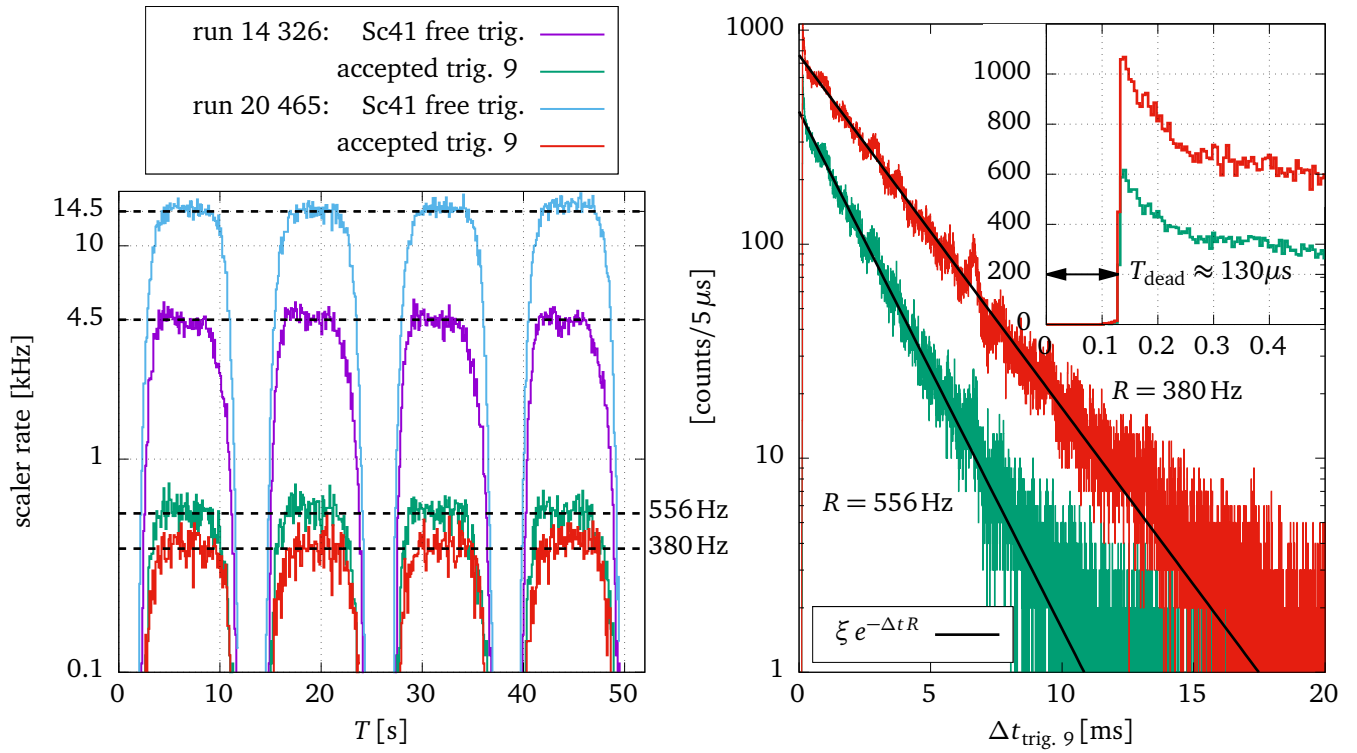 run 14 326: Sc41 free trig.
accepted trig. 9
run 20 465: Sc41 free trig.
accepted trig. 9
scaler rate [kHz]
14.5
10
4.5
1
0.1
556 Hz
380 Hz
0 10 20 30 40 50
T [s]
[counts/5 μs]
1000
100
10
1
1000
800
600
400
200
0
T_dead ≈ 130μs
0 0.1 0.2 0.3 0.4
R = 380 Hz
R = 556 Hz
ξ e^{−Δt R}
0 5 10 15 20
Δt_{trig. 9} [ms]